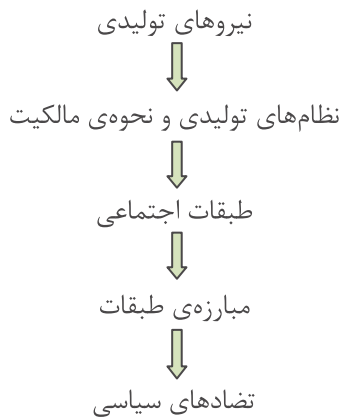 نیروهای تولیدی
نظام‌های تولیدی و نحوه‌ی مالکیت
طبقات اجتماعی
مبارزه‌ی طبقات
تضادهای سیاسی